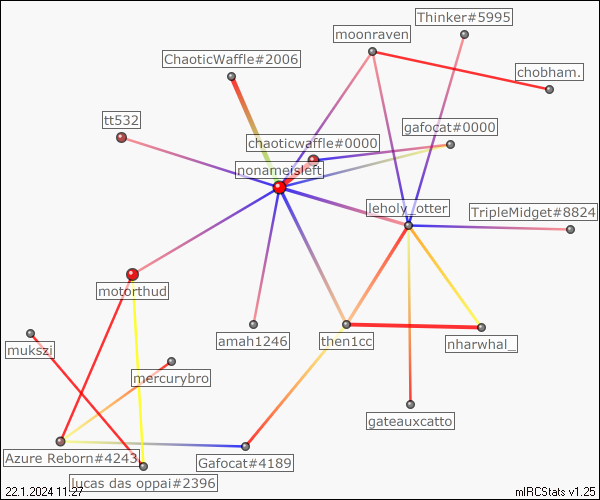 Thinker#5995
moonraven
ChaoticWaffle#2006
chobham.
tt532
gafocat#0000
chaoticwaffle#0000
nonameisleft
leholy_otter
TripleMidget#8824
motorthud
amah1246
then1cc
nharwhal_
mukszi
mercurybro
gateauxcatto
Azure Reborn#4243
Gafocat#4189
lucas das oppai#2396
22.1.2024 11:27
mIRCStats v1.25